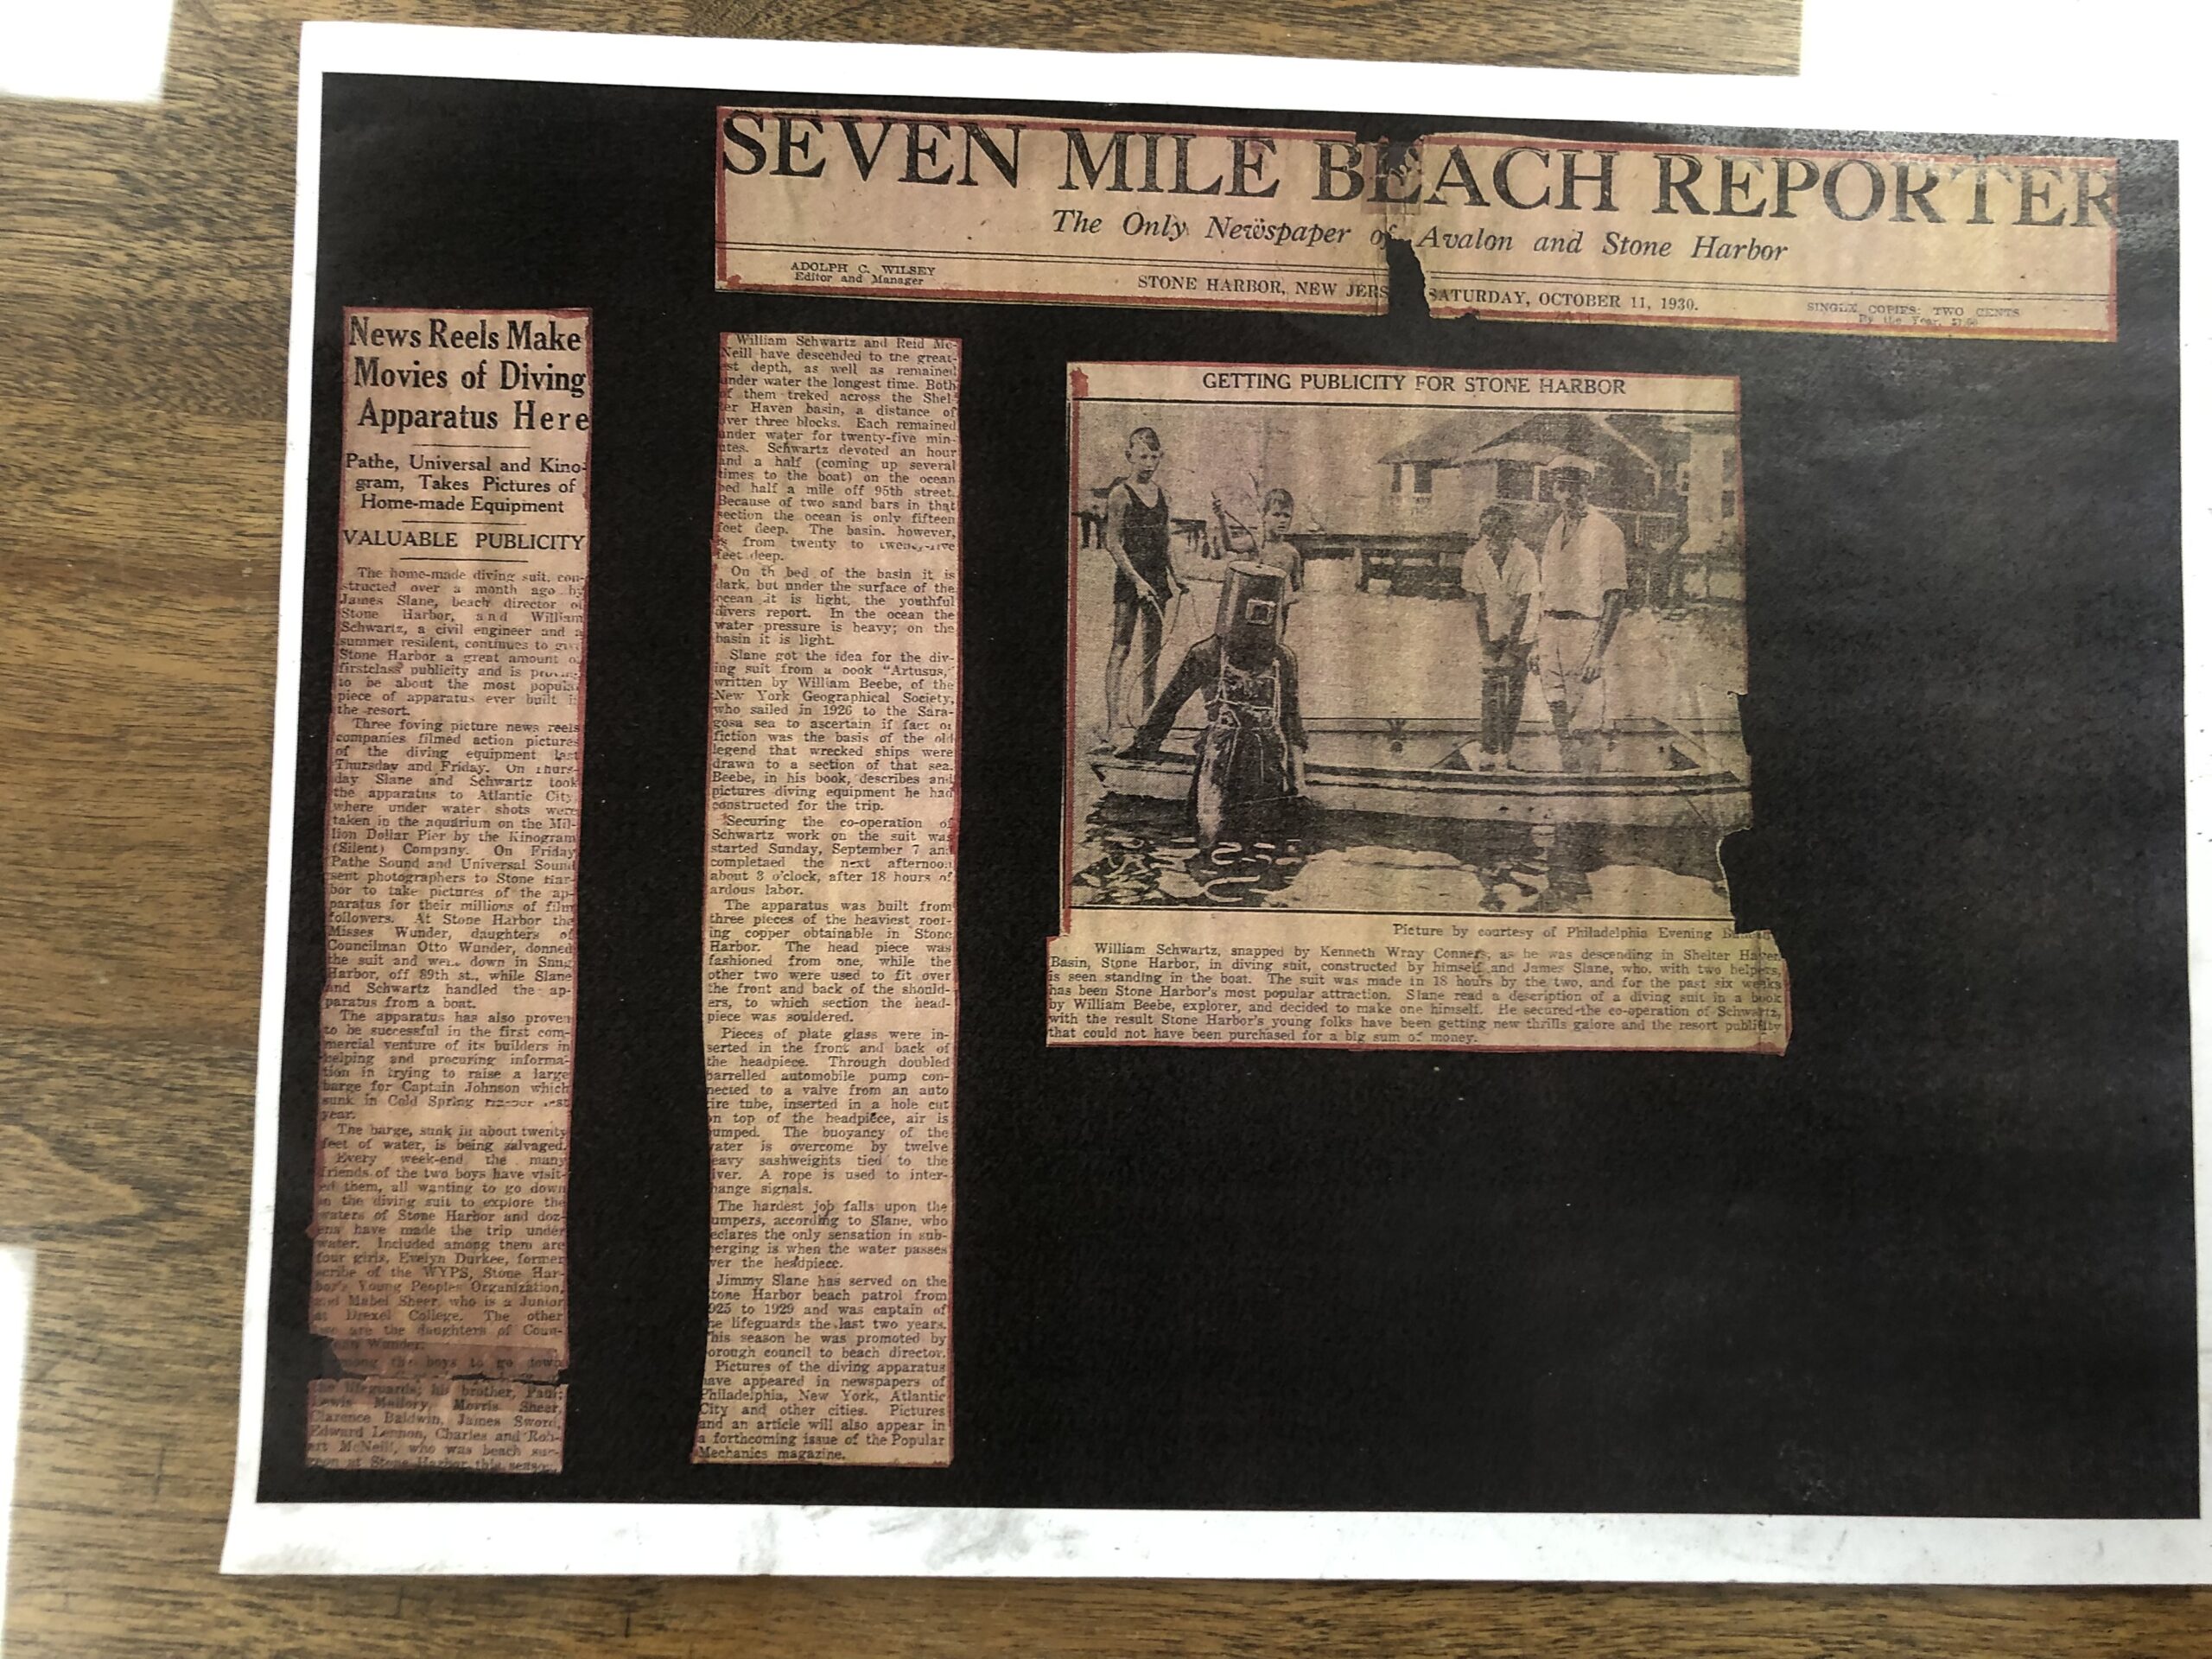 SEVEN MILE BEACH REPORTER
The Only Newspaper of Avalon and Stone Harbor
ADOLPH C. WILSEY
Editor and Manager
STONE HARBOR, NEW JERS SATURDAY, OCTOBER 11, 1930.
SINGLE COPIES: TWO CENTS
By the Year,
News Reels Make
Movies of Diving
Apparatus Here
Pathe, Universal and Kino-
gram, Takes Pictures of
Home-made Equipment
VALUABLE PUBLICITY
The home-made diving suit, con-
structed over a month ago by
James Slane, beach director of
Stone Harbor, and William
Schwartz, a civil engineer and a
summer resident, continues to
Stone Harbor a great amount of
firstclass publicity and is
to be about the most popular
piece of apparatus ever built in
the resort.
Three foving picture news reels
companies filmed action pictures
of the diving equipment last
Thursday and Friday. On Thurs-
day Slane and Schwartz took
the apparatus to Atlantic City
where under water shots were
taken in the aquarium on the Mil-
lion Dollar Pier by the Kinogram
(Silent) Company. On Friday
Pathe Sound and Universal Sound
sent photographers to Stone Har-
bor to take pictures of the ap-
paratus for their millions of film
followers. At Stone Harbor the
Misses Wunder, daughters of
Councilman Otto Wunder, donned
the suit and went down in Snug
Harbor, off 89th st., while Slane
and Schwartz handled the ap-
paratus from a boat.
The apparatus has also proven
to be successful in the first com-
mercial venture of its builders in
helping and procuring informa-
tion in trying to raise a large
barge for Captain Johnson which
sunk in Cold Spring
year.
The barge, sunk in about twenty
feet of water, is being salvaged.
Every week-end the many
friends of the two boys have visit-
ed them, all wanting to go down
in the diving suit to explore the
waters of Stone Harbor and doz-
ens have made the trip under
water. Included among them are
four girls, Evelyn Durkee, former
scribe of the WYPS, Stone Har-
bor's Young Peoples Organization,
and Mabel Sheer, who is a Junior
at Drexel College. The other
are the daughters of Coun-
Wunder.
among the boys to go down
the lifeguards; his brother, Paul;
Lewis Mallory, Morris Sheer,
Clarence Baldwin, James Sword,
Edward Lennon, Charles and Rob-
ert McNeill, who was beach sur-
geon at Stone Harbor this season.
William Schwartz and Reid Mc-
Neill have descended to the great-
est depth, as well as remained
under water the longest time. Both
of them treked across the Shel-
ter Haven basin, a distance of
over three blocks. Each remained
under water for twenty-five min-
utes. Schwartz devoted an hour
and a half (coming up several
times to the boat) on the ocean
bed half a mile off 95th street.
Because of two sand bars in that
section the ocean is only fifteen
feet deep. The basin, however,
is from twenty to twenty-five
feet deep.
On th bed of the basin it is
dark, but under the surface of the
ocean it is light, the youthful
divers report. In the ocean the
water pressure is heavy; on the
basin it is light.
Slane got the idea for the div-
ing suit from a book "Artusus,"
written by William Beebe, of the
New York Geographical Society,
who sailed in 1926 to the Sara-
gosa sea to ascertain if fact or
fiction was the basis of the old
legend that wrecked ships were
drawn to a section of that sea.
Beebe, in his book, describes and
pictures diving equipment he had
constructed for the trip.
Securing the co-operation of
Schwartz work on the suit was
started Sunday, September 7 and
completaed the next afternoon
about 3 o'clock, after 18 hours of
ardous labor.
The apparatus was built from
three pieces of the heaviest roof-
ing copper obtainable in Stone
Harbor. The head piece was
fashioned from one, while the
other two were used to fit over
the front and back of the should-
ers, to which section the head-
piece was souldered.
Pieces of plate glass were in-
serted in the front and back of
the headpiece. Through doubled
barrelled automobile pump con-
nected to a valve from an auto
tire tube, inserted in a hole cut
on top of the headpiece, air is
umped. The buoyancy of the
ater is overcome by twelve
eavy sashweights tied to the
iver. A rope is used to inter-
hange signals.
The hardest job falls upon the
umpers, according to Slane, who
eclares the only sensation in sub-
erging is when the water passes
ver the headpiece.
Jimmy Slane has served on the
tone Harbor beach patrol from
925 to 1929 and was captain of
he lifeguards the last two years.
This season he was promoted by
orough council to beach director.
Pictures of the diving apparatus
have appeared in newspapers of
Philadelphia, New York, Atlantic
City and other cities. Pictures
and an article will also appear in
a forthcoming issue of the Popular
Mechanics magazine.
GETTING PUBLICITY FOR STONE HARBOR
Picture by courtesy of Philadelphia Evening
William Schwartz, snapped by Kenneth Wray Conners, as he was descending in Shelter Haven
Basin, Stone Harbor, in diving suit, constructed by himself and James Slane, who, with two helpers,
is seen standing in the boat. The suit was made in 18 hours by the two, and for the past six weeks
has been Stone Harbor's most popular attraction. Slane read a description of a diving suit in a book
by William Beebe, explorer, and decided to make one himself. He secured the co-operation of Schwartz,
with the result Stone Harbor's young folks have been getting new thrills galore and the resort publicity
that could not have been purchased for a big sum of money.